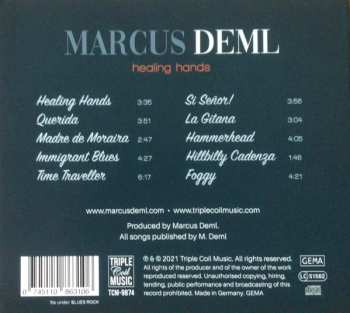 MARCUS DEML
healing hands
Healing Hands 3:35
Querida 3:51
Madre de Moraira 2:47
Immigrant Blues 4:27
Time Traveller 6:17
Si Señor! 3:56
La Gitana 3:04
Hammerhead 4:05
Hillbilly Cadenza 1:46
Foggy 4:21
www.marcusdeml.com · www.triplecoilmusic.com
Produced by Marcus Deml.
All songs published by M. Deml
TRIPLE
Coil
MUSIC
TCM-9874
℗ & © 2021 Triple Coil Music. All rights reserved.
All rights of the producer and of the owner of the work
reproduced reserved. Unauthorised copying, hiring,
lending, public performance and broadcasting of this
record prohibited. Made in Germany. GEMA
LC 51582
GEMA
0 745110 863106
file under BLUES ROCK